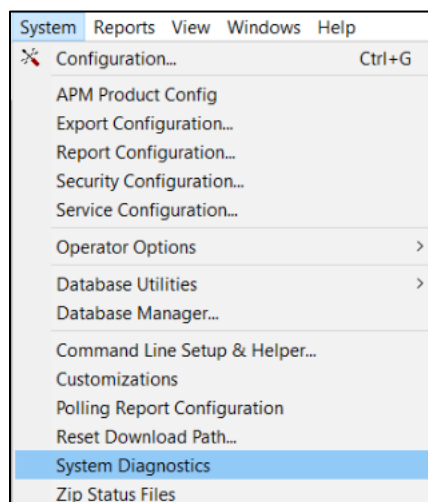 System Reports View Windows Help
Configuration... Ctrl+G
APM Product Config
Export Configuration...
Report Configuration...
Security Configuration...
Service Configuration...
Operator Options >
Database Utilities >
Database Manager...
Command Line Setup & Helper...
Customizations
Polling Report Configuration
Reset Download Path...
System Diagnostics
Zip Status Files